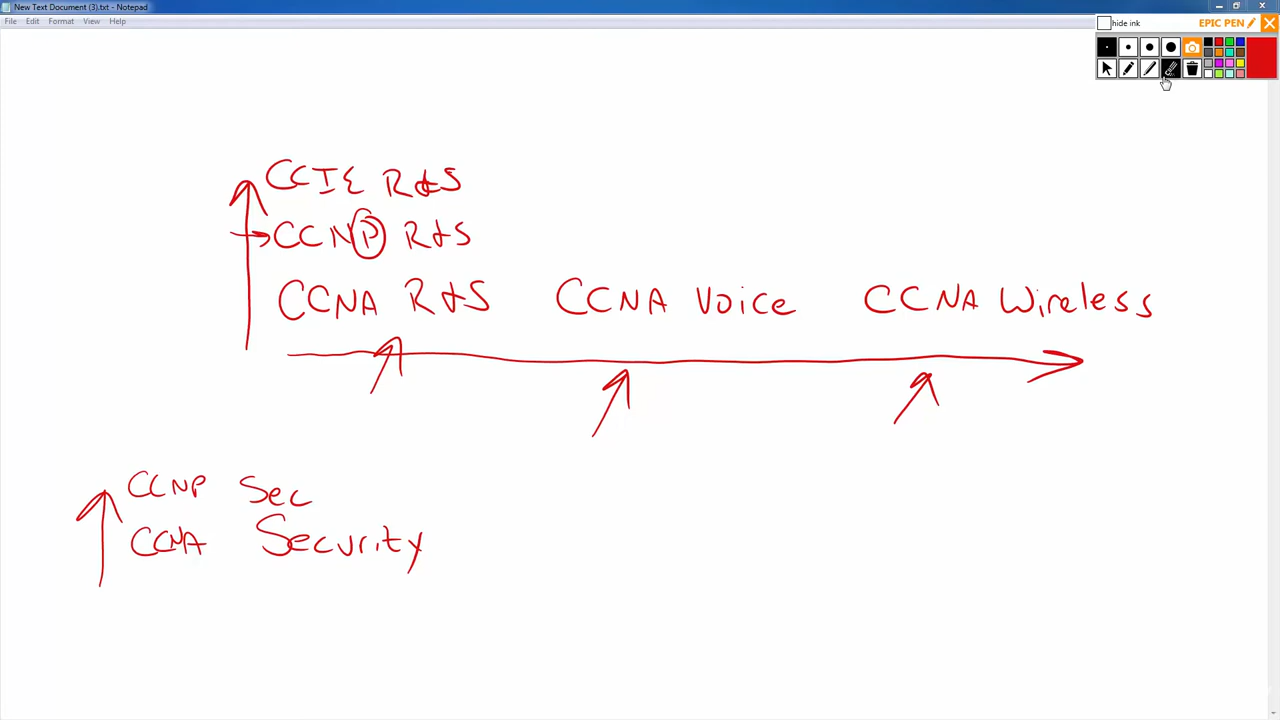 New Text Document (3).txt - Notepad
File Edit Format View Help
hide ink EPIC PEN
CCIE R&S
CCNP R&S
CCNA R&S CCNA Voice CCNA Wireless
CCNP Sec
CCNA Security